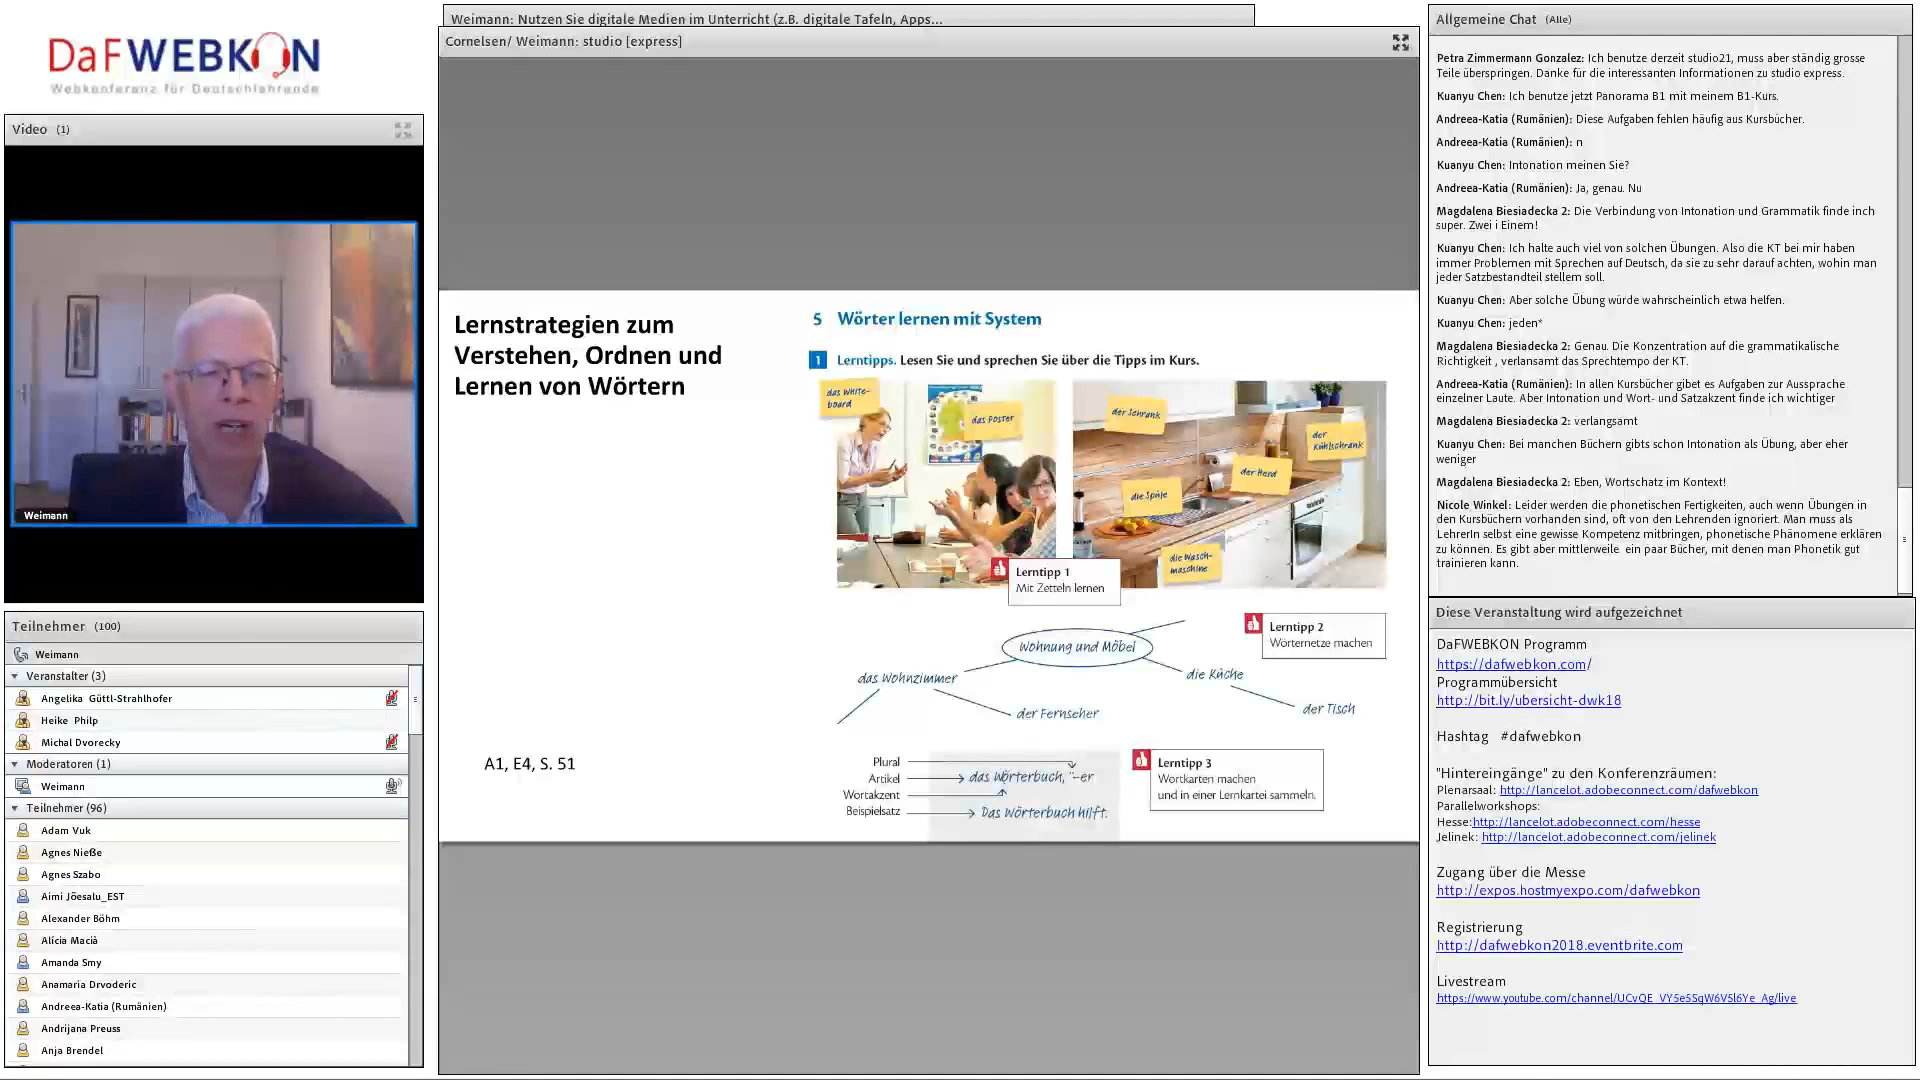 DaFWEBKON
Webkonferenz für Deutschlehrende
Video (1)
Weimann
Teilnehmer (100)
Weimann
Veranstalter (3)
Angelika Güttl-Strahlhofer
Heike Philp
Michal Dvorecky
Moderatoren (1)
Weimann
Teilnehmer (96)
Adam Vuk
Agnes Nieße
Agnes Szabo
Aimi Jõesalu_EST
Alexander Böhm
Alícia Macià
Amanda Smy
Anamaria Drvoderic
Andreea-Katia (Rumänien)
Andrijana Preuss
Anja Brendel
Weimann: Nutzen Sie digitale Medien im Unterricht (z.B. digitale Tafeln, Apps...
Cornelsen/ Weimann: studio [express]
Lernstrategien zum
Verstehen, Ordnen und
Lernen von Wörtern
A1, E4, S. 51
5 Wörter lernen mit System
1 Lerntipps. Lesen Sie und sprechen Sie über die Tipps im Kurs.
das White-
board
das Poster
der Schrank
der
Kühlschrank
der Herd
die Spüle
die Wasch-
maschine
Lerntipp 1
Mit Zetteln lernen
Lerntipp 2
Wörternetze machen
Wohnung und Möbel
das Wohnzimmer
die Küche
der Fernseher
der Tisch
Plural
Artikel
Wortakzent
Beispielsatz
das Wörterbuch, ¨-er
Das Wörterbuch hilft.
Lerntipp 3
Wortkarten machen
und in einer Lernkartei sammeln.
Allgemeine Chat (Alle)
Petra Zimmermann Gonzalez: Ich benutze derzeit studio21, muss aber ständig grosse
Teile überspringen. Danke für die interessanten Informationen zu studio express.
Kuanyu Chen: Ich benutze jetzt Panorama B1 mit meinem B1-Kurs.
Andreea-Katia (Rumänien): Diese Aufgaben fehlen häufig aus Kursbücher.
Andreea-Katia (Rumänien): n
Kuanyu Chen: Intonation meinen Sie?
Andreea-Katia (Rumänien): Ja, genau. Nu
Magdalena Biesiadecka 2: Die Verbindung von Intonation und Grammatik finde inch
super. Zwei i Einem!
Kuanyu Chen: Ich halte auch viel von solchen Übungen. Also die KT bei mir haben
immer Problemen mit Sprechen auf Deutsch, da sie zu sehr darauf achten, wohin man
jeder Satzbestandteil stellem soll.
Kuanyu Chen: Aber solche Übung würde wahrscheinlich etwa helfen.
Kuanyu Chen: jeden*
Magdalena Biesiadecka 2: Genau. Die Konzentration auf die grammatikalische
Richtigkeit , verlansamt das Sprechtempo der KT.
Andreea-Katia (Rumänien): In allen Kursbücher gibet es Aufgaben zur Aussprache
einzelner Laute. Aber Intonation und Wort- und Satzakzent finde ich wichtiger
Magdalena Biesiadecka 2: verlangsamt
Kuanyu Chen: Bei manchen Büchern gibts schon Intonation als Übung, aber eher
weniger
Magdalena Biesiadecka 2: Eben, Wortschatz im Kontext!
Nicole Winkel: Leider werden die phonetischen Fertigkeiten, auch wenn Übungen in
den Kursbüchern vorhanden sind, oft von den Lehrenden ignoriert. Man muss als
LehrerIn selbst eine gewisse Kompetenz mitbringen, phonetische Phänomene erklären
zu können. Es gibt aber mittlerweile ein paar Bücher, mit denen man Phonetik gut
trainieren kann.
Diese Veranstaltung wird aufgezeichnet
DaFWEBKON Programm
https://dafwebkon.com/
Programmübersicht
http://bit.ly/ubersicht-dwk18
Hashtag #dafwebkon
"Hintereingänge" zu den Konferenzräumen:
Plenarsaal: http://lancelot.adobeconnect.com/dafwebkon
Parallelworkshops:
Hesse:http://lancelot.adobeconnect.com/hesse
Jelinek: http://lancelot.adobeconnect.com/jelinek
Zugang über die Messe
http://expos.hostmyexpo.com/dafwebkon
Registrierung
http://dafwebkon2018.eventbrite.com
Livestream
https://www.youtube.com/channel/UCvQE_VY5e5SqW6V5l6Ye_Ag/live